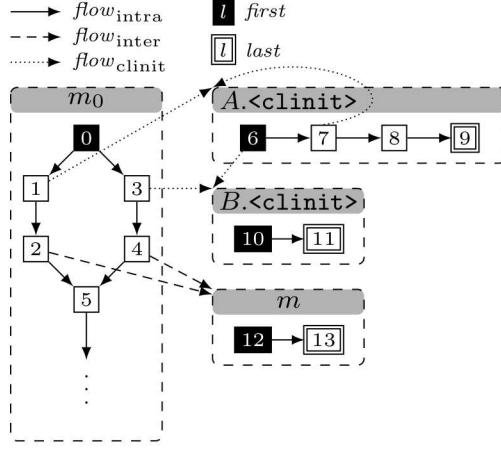 flow_intra
flow_inter
flow_clinit
l first
l last
m₀
0
1
3
2
4
5
A.<clinit>
6 7 8 9
B.<clinit>
10 11
m
12 13